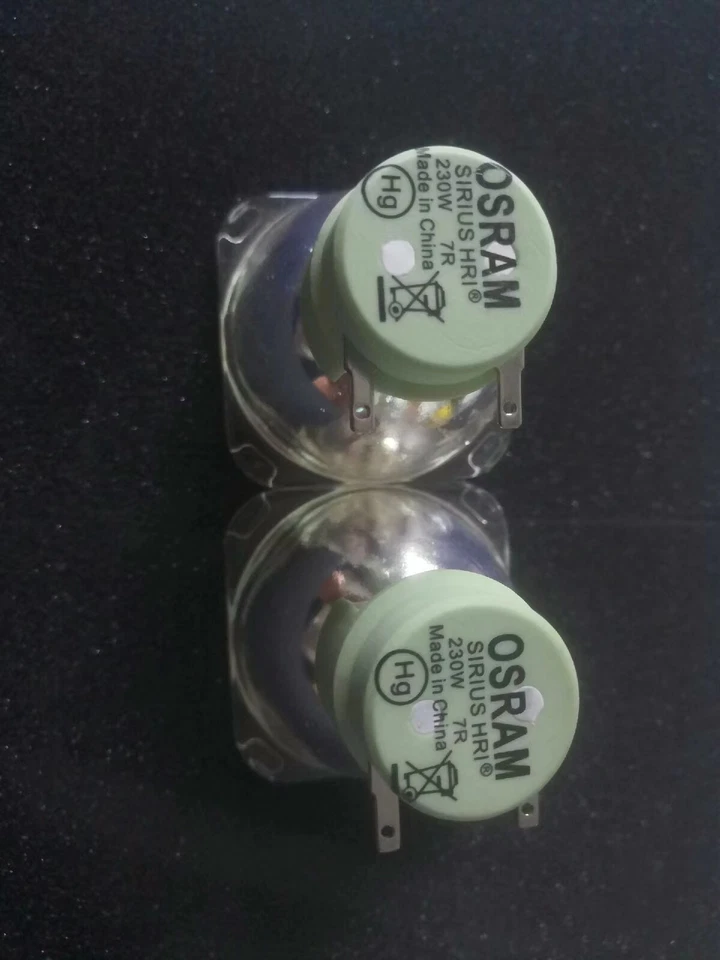 OSRAM
SIRIUS HRI®
230W 7R
Made in China
Hg
OSRAM
SIRIUS HRI®
230W 7R
Made in China
Hg